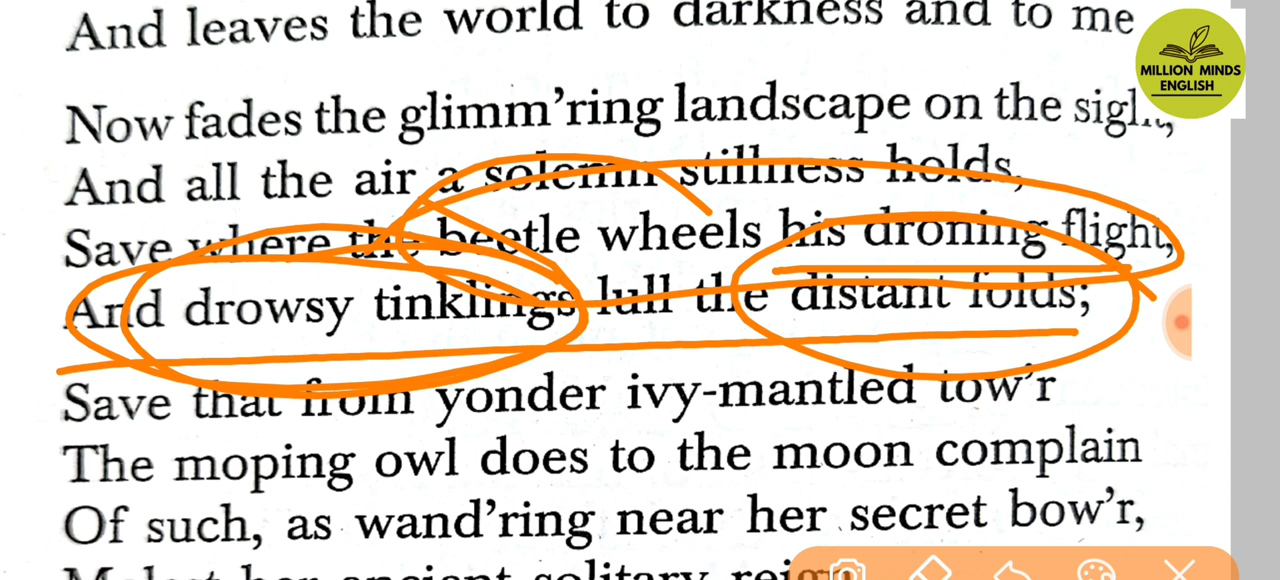 And leaves the world to darkness and to me
MILLION MINDS
ENGLISH
Now fades the glimm'ring landscape on the
And all the air a solemn stillness holds,
Save where the beetle wheels his droning flight,
And drowsy tinklings lull the distant folds;
Save that from yonder ivy-mantled tow'r
The moping owl does to the moon complain
Of such, as wand'ring near her secret bow'r,
her ancient solitary